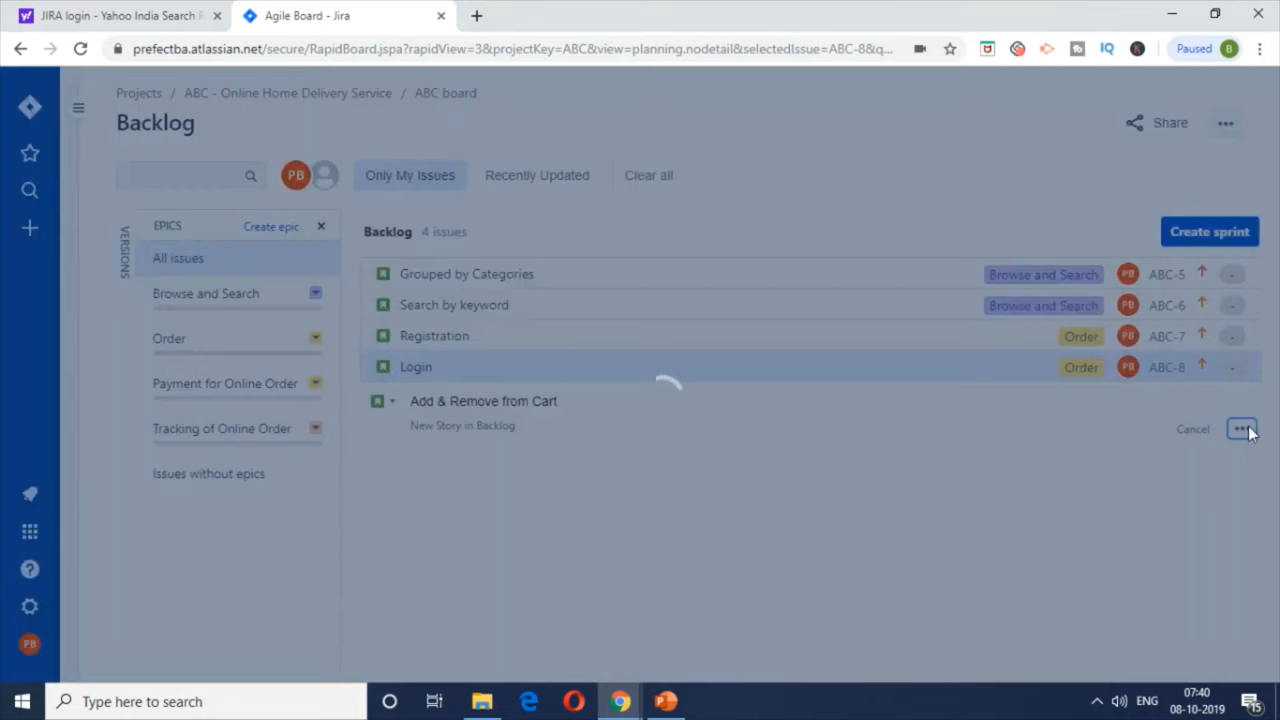 JIRA login - Yahoo India Search R
Agile Board - Jira
prefectba.atlassian.net/secure/RapidBoard.jspa?rapidView=3&projectKey=ABC&view=planning.nodetail&selectedIssue=ABC-8&q...
IQ
K
Paused B
Projects / ABC - Online Home Delivery Service / ABC board
Backlog
Share
PB
Only My Issues
Recently Updated
Clear all
VERSIONS
EPICS
Create epic
All issues
Browse and Search
Order
Payment for Online Order
Tracking of Online Order
Issues without epics
Backlog 4 issues
Create sprint
Grouped by Categories Browse and Search PB ABC-5 -
Search by keyword Browse and Search PB ABC-6 -
Registration Order PB ABC-7 -
Login Order PB ABC-8 -
Add & Remove from Cart
New Story in Backlog
Cancel
PB
Type here to search
ENG
07:40
08-10-2019
15